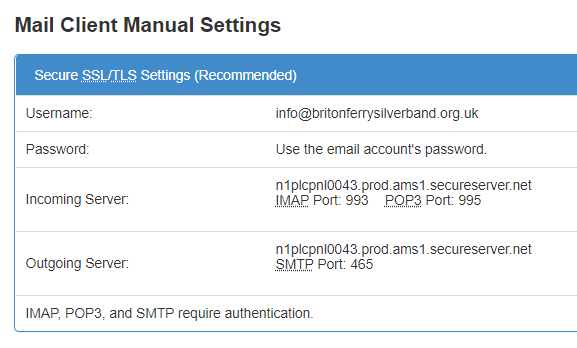 Mail Client Manual Settings
Secure SSL/TLS Settings (Recommended)
Username: info@britonferrysilverband.org.uk
Password: Use the email account's password.
Incoming Server: n1plcpnl0043.prod.ams1.secureserver.net
IMAP Port: 993 POP3 Port: 995
Outgoing Server: n1plcpnl0043.prod.ams1.secureserver.net
SMTP Port: 465
IMAP, POP3, and SMTP require authentication.